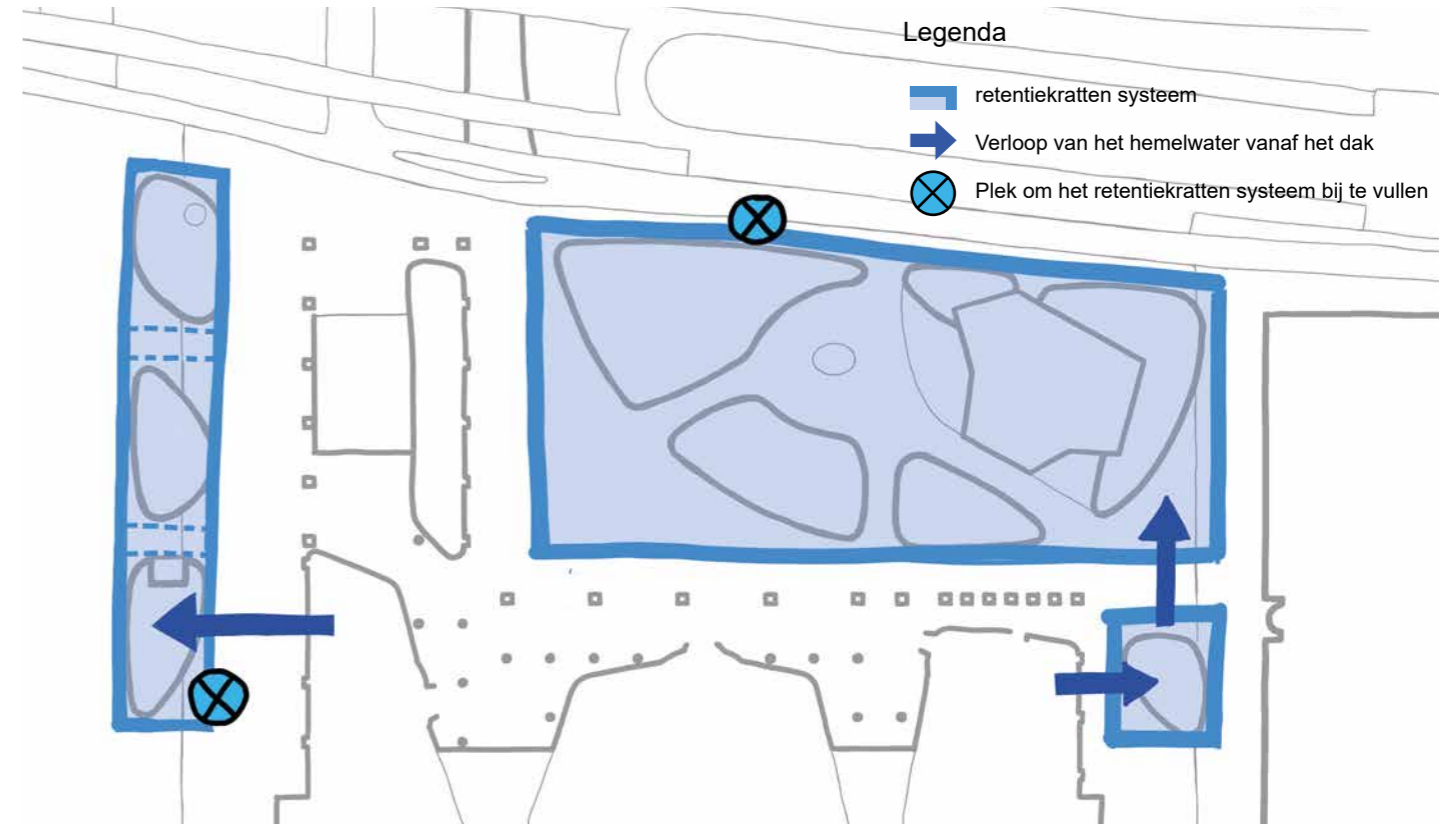 Legenda
retentiekratten systeem
Verloop van het hemelwater vanaf het dak
Plek om het retentiekratten systeem bij te vullen